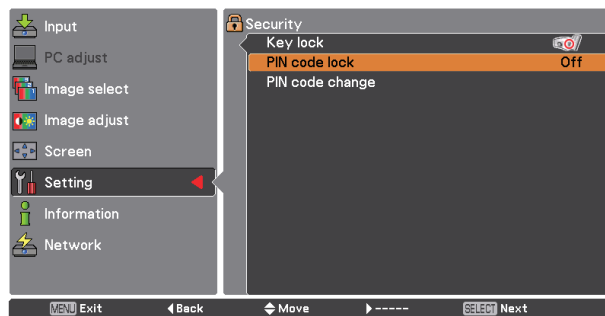 Input
PC adjust
Image select
Image adjust
Screen
Setting
Information
Network
Security
Key lock
PIN code lock Off
PIN code change
MENU Exit Back Move ----- SELECT Next